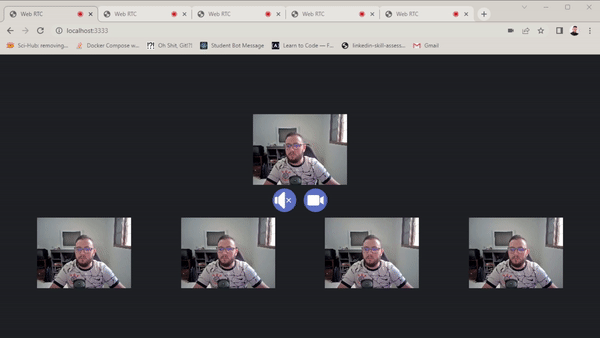 Web RTC Web RTC Web RTC Web RTC Web RTC
localhost:3333
Sci-Hub: removing... Docker Compose w... Oh Shit, Git!?! Student Bot Message Learn to Code — F... linkedin-skill-assess... Gmail